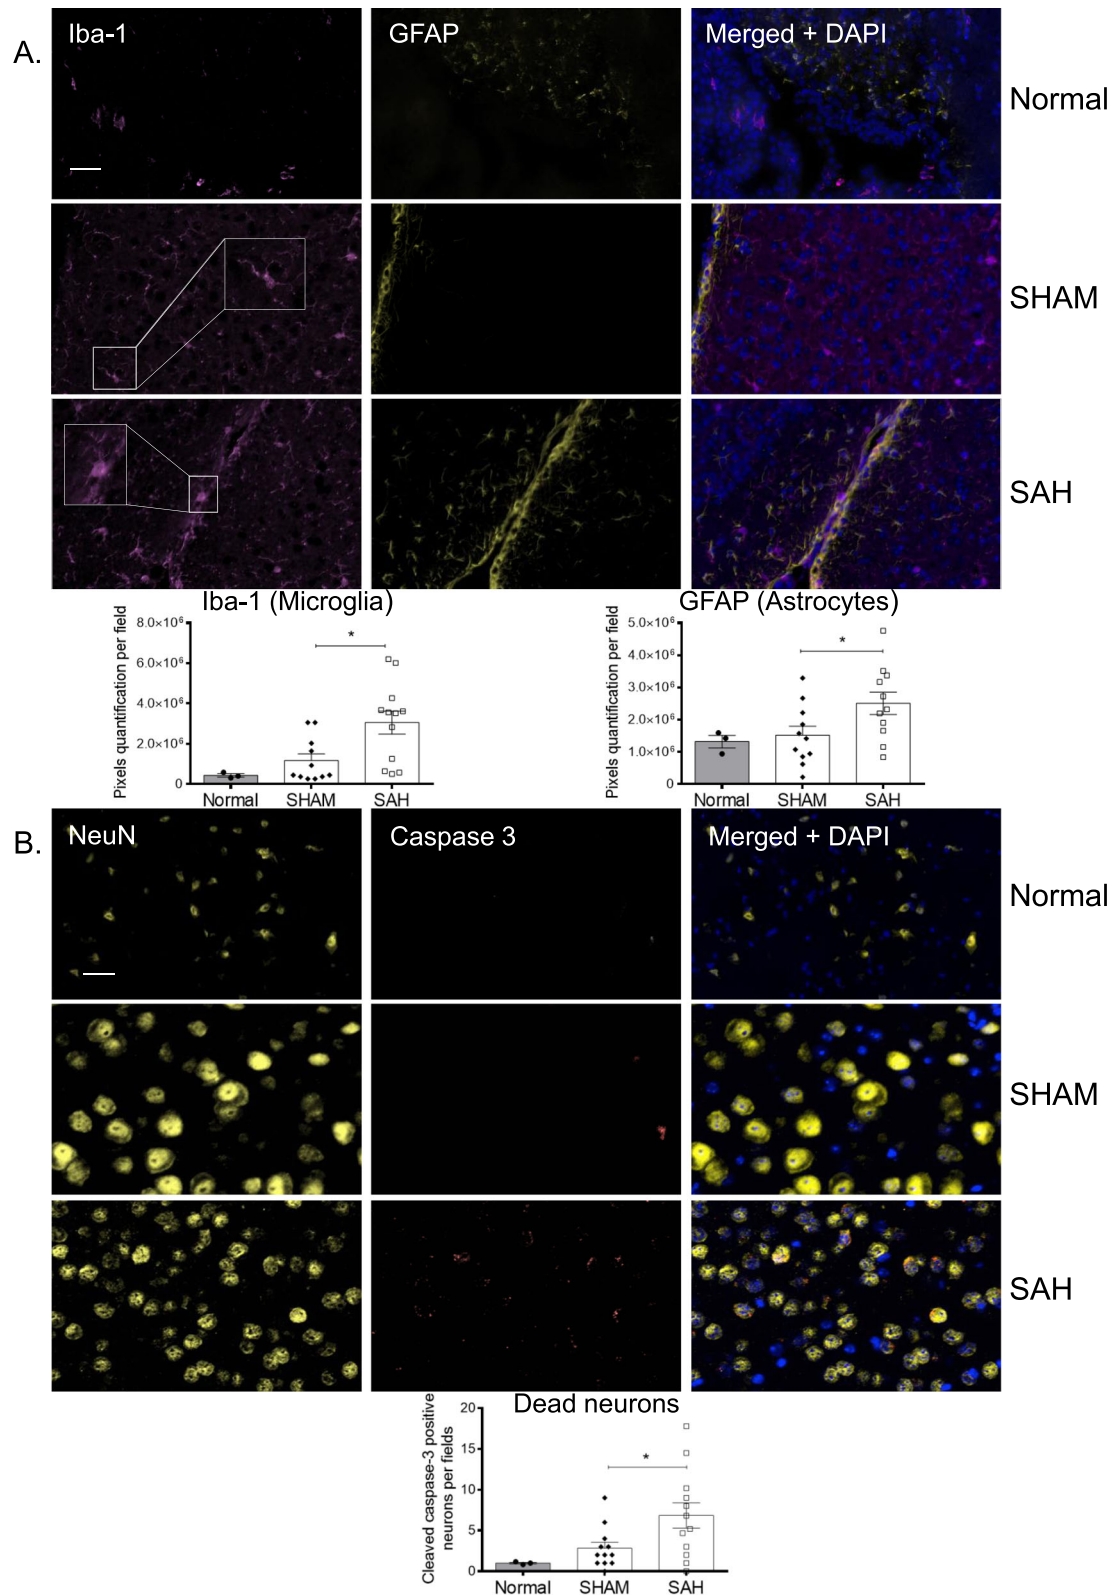 A.
Iba-1
GFAP
Merged + DAPI
Normal
SHAM
SAH
Iba-1 (Microglia)
Pixels quantification per field
8.0×10⁶
6.0×10⁶
4.0×10⁶
2.0×10⁶
0
*
Normal
SHAM
SAH
GFAP (Astrocytes)
Pixels quantification per field
5.0×10⁶
4.0×10⁶
3.0×10⁶
2.0×10⁶
1.0×10⁶
0
*
Normal
SHAM
SAH
B.
NeuN
Caspase 3
Merged + DAPI
Normal
SHAM
SAH
Dead neurons
Cleaved caspase-3 positive
neurons per fields
20
15
10
5
0
*
Normal
SHAM
SAH